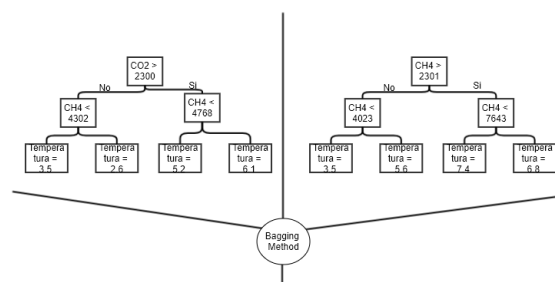 CO2 >
2300
No
Si
CH4 <
4302
CH4 <
4768
Tempera
tura =
3.5
Tempera
tura =
2.6
Tempera
tura =
5.2
Tempera
tura =
6.1
CH4 >
2301
No
Si
CH4 <
4023
CH4 <
7643
Tempera
tura =
3.5
Tempera
tura =
5.6
Tempera
tura =
7.4
Tempera
tura =
6.8
Bagging
Method